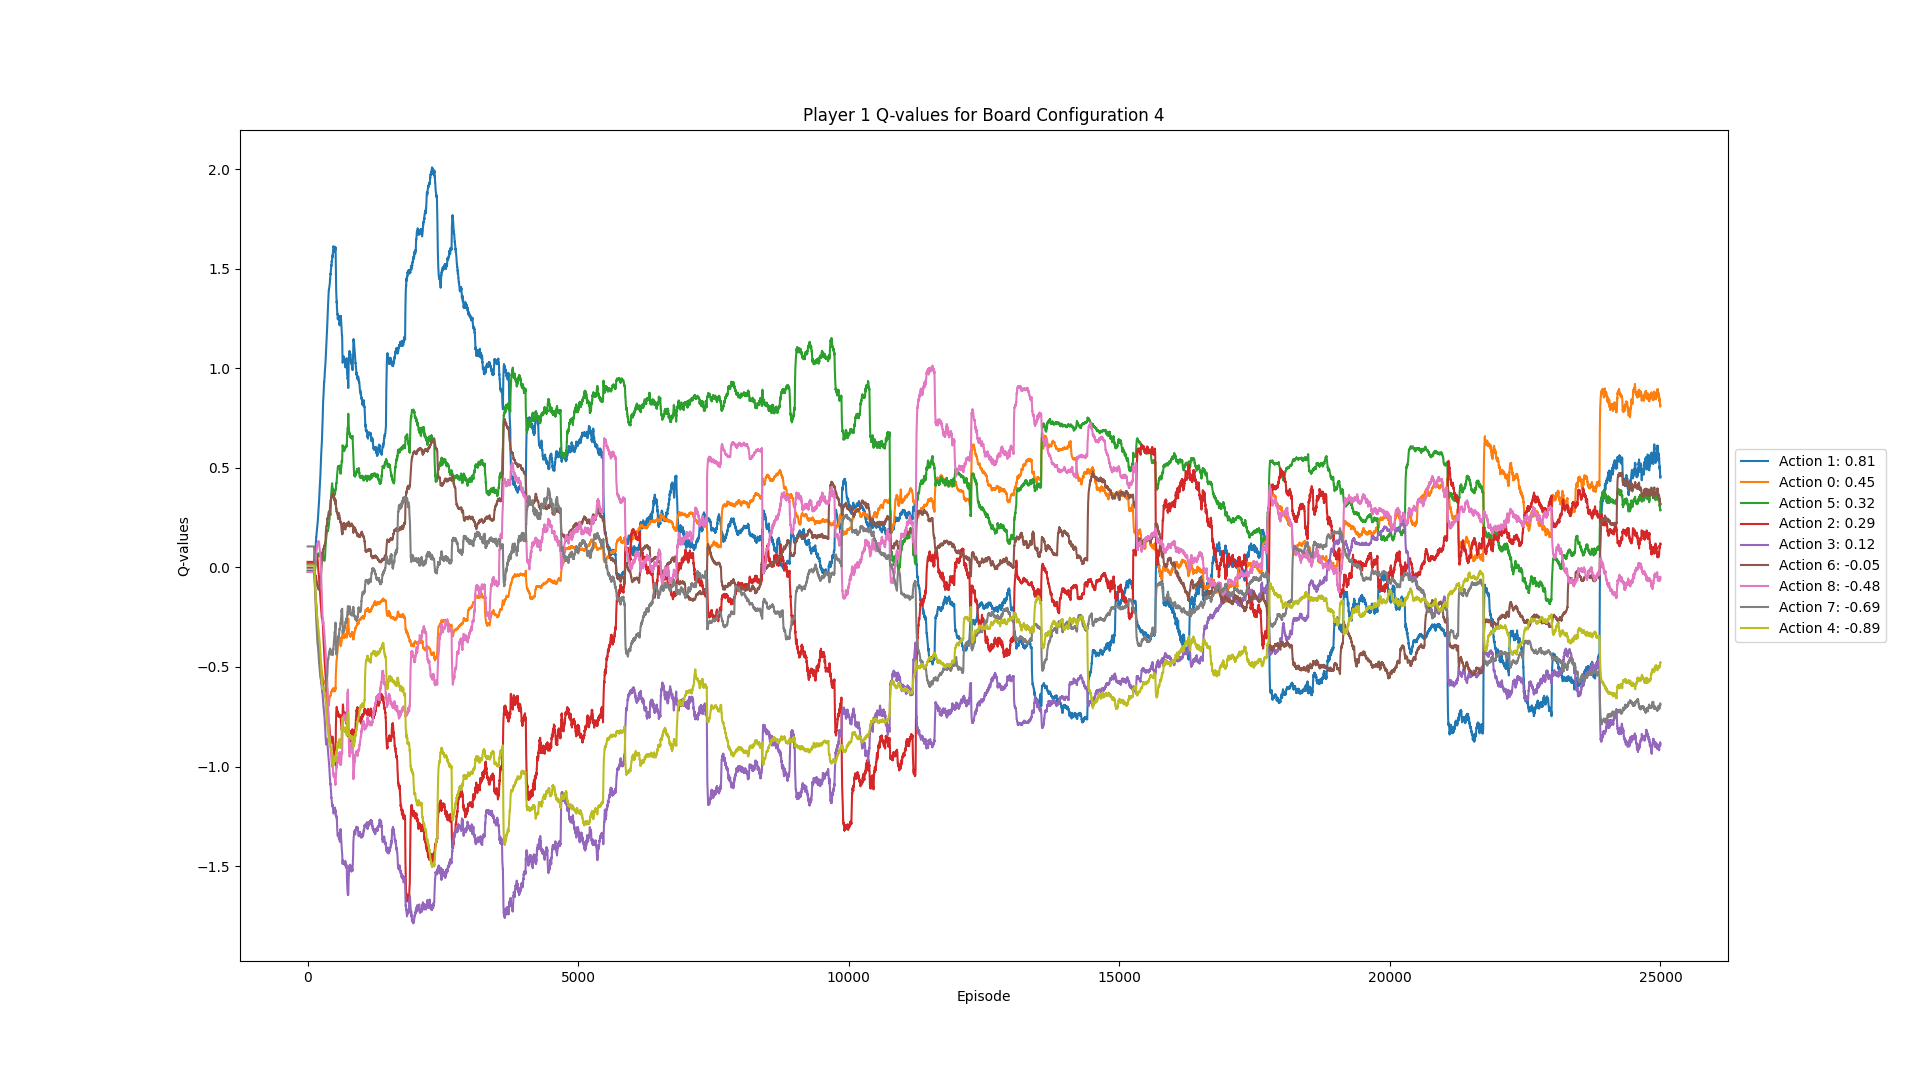 Player 1 Q-values for Board Configuration 4
2.0
1.5
1.0
0.5
0.0
−0.5
−1.0
−1.5
Q-values
0
5000
10000
15000
20000
25000
Episode
Action 1: 0.81
Action 0: 0.45
Action 5: 0.32
Action 2: 0.29
Action 3: 0.12
Action 6: -0.05
Action 8: -0.48
Action 7: -0.69
Action 4: -0.89